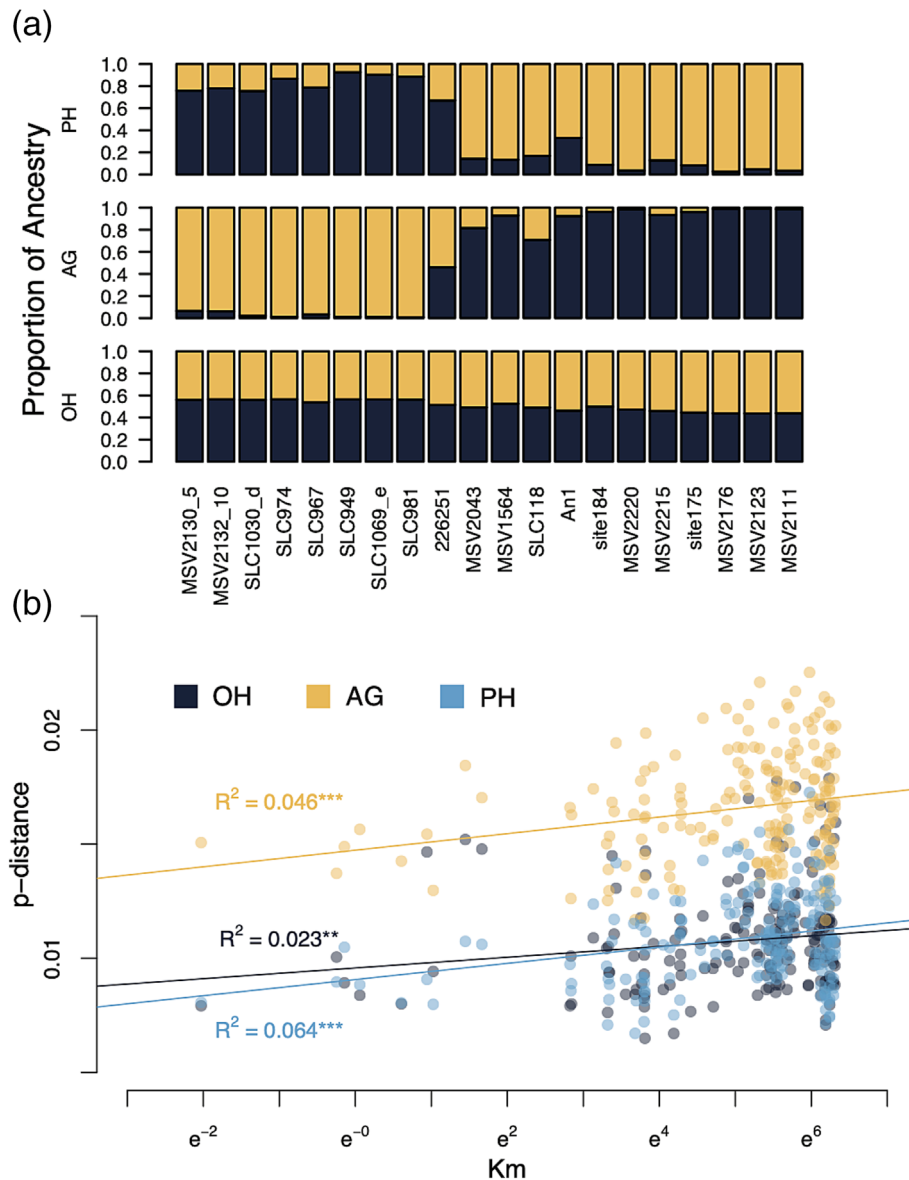 (a)
Proportion of Ancestry
PH
1.0
0.8
0.6
0.4
0.2
0.0
AG
1.0
0.8
0.6
0.4
0.2
0.0
OH
1.0
0.8
0.6
0.4
0.2
0.0
MSV2130_5
MSV2132_10
SLC1030_d
SLC974
SLC967
SLC949
SLC1069_e
SLC981
226251
MSV2043
MSV1564
SLC118
An1
site184
MSV2220
MSV2215
site175
MSV2176
MSV2123
MSV2111
(b)
OH AG PH
p-distance
0.02
0.01
R² = 0.046***
R² = 0.023**
R² = 0.064***
e⁻² e⁻⁰ e² e⁴ e⁶
Km